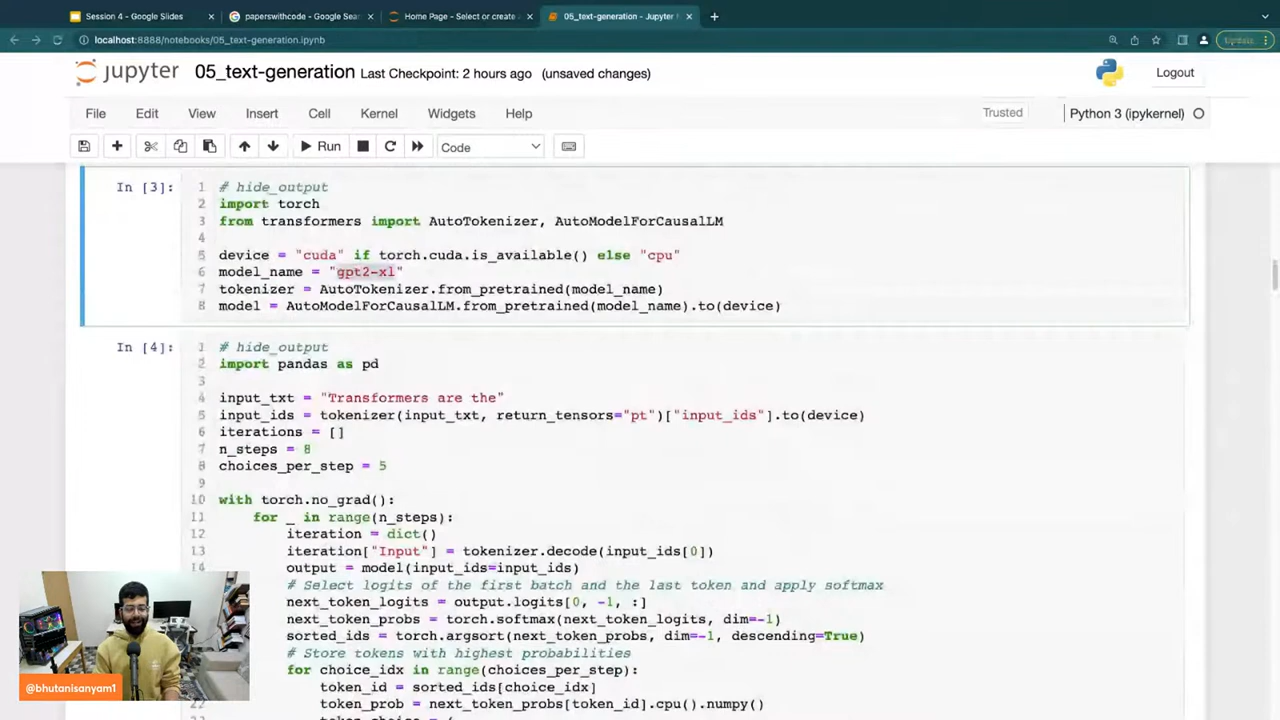 Session 4 - Google Slides
paperswithcode - Google Sear
Home Page - Select or create a
05_text-generation - Jupyter N
localhost:8888/notebooks/05_text-generation.ipynb
Update
jupyter 05_text-generation Last Checkpoint: 2 hours ago (unsaved changes)
Logout
File Edit View Insert Cell Kernel Widgets Help
Trusted
Python 3 (ipykernel)
Run
Code
In [3]:
1 # hide_output
2 import torch
3 from transformers import AutoTokenizer, AutoModelForCausalLM
4
5 device = "cuda" if torch.cuda.is_available() else "cpu"
6 model_name = "gpt2-xl"
7 tokenizer = AutoTokenizer.from_pretrained(model_name)
8 model = AutoModelForCausalLM.from_pretrained(model_name).to(device)
In [4]:
1 # hide_output
2 import pandas as pd
3
4 input_txt = "Transformers are the"
5 input_ids = tokenizer(input_txt, return_tensors="pt")["input_ids"].to(device)
6 iterations = []
7 n_steps = 8
8 choices_per_step = 5
9
10 with torch.no_grad():
11 for _ in range(n_steps):
12 iteration = dict()
13 iteration["Input"] = tokenizer.decode(input_ids[0])
14 output = model(input_ids=input_ids)
# Select logits of the first batch and the last token and apply softmax
next_token_logits = output.logits[0, -1, :]
next_token_probs = torch.softmax(next_token_logits, dim=-1)
sorted_ids = torch.argsort(next_token_probs, dim=-1, descending=True)
# Store tokens with highest probabilities
for choice_idx in range(choices_per_step):
token_id = sorted_ids[choice_idx]
token_prob = next_token_probs[token_id].cpu().numpy()
token_choice = (
@bhutanisanyam1